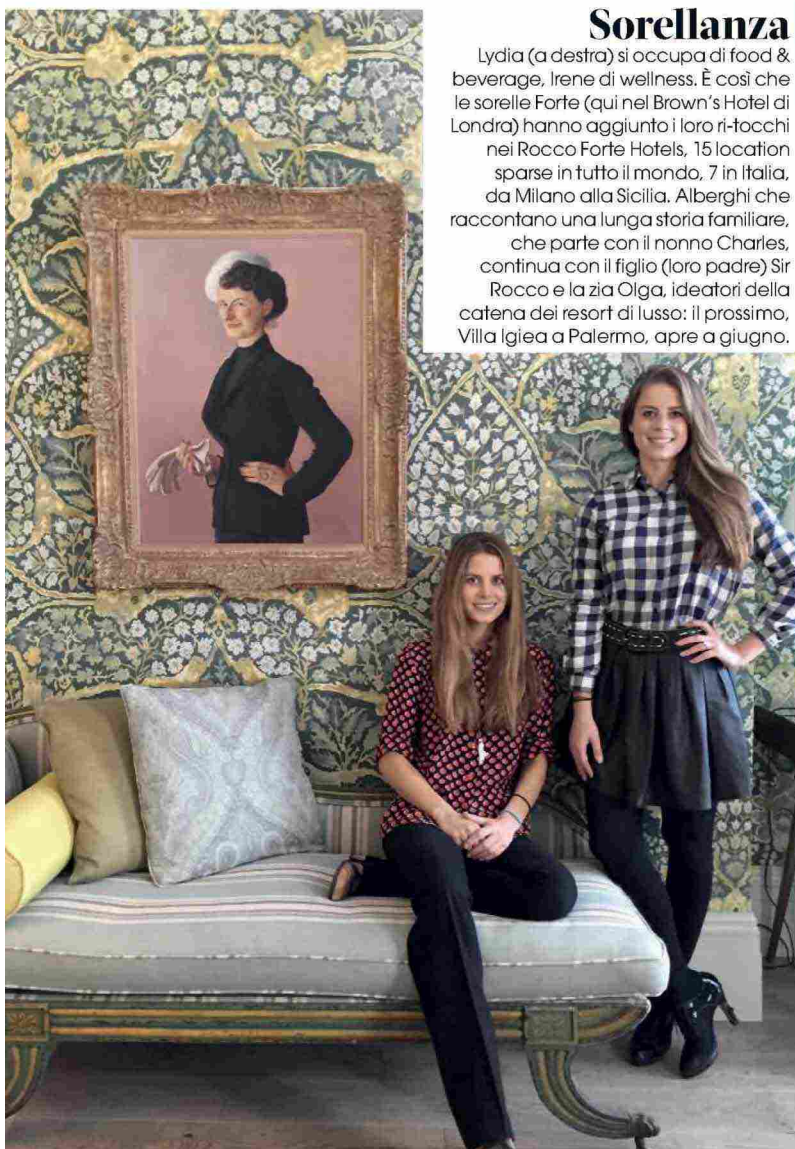 Sorellanza
Lydia (a destra) si occupa di food &
beverage, Irene di wellness. È così che
le sorelle Forte (qui nel Brown's Hotel di
Londra) hanno aggiunto i loro ri-tocchi
nei Rocco Forte Hotels, 15 location
sparse in tutto il mondo, 7 in Italia,
da Milano alla Sicilia. Alberghi che
raccontano una lunga storia familiare,
che parte con il nonno Charles,
continua con il figlio (loro padre) Sir
Rocco e la zia Olga, ideatori della
catena dei resort di lusso: il prossimo,
Villa Igiea a Palermo, apre a giugno.